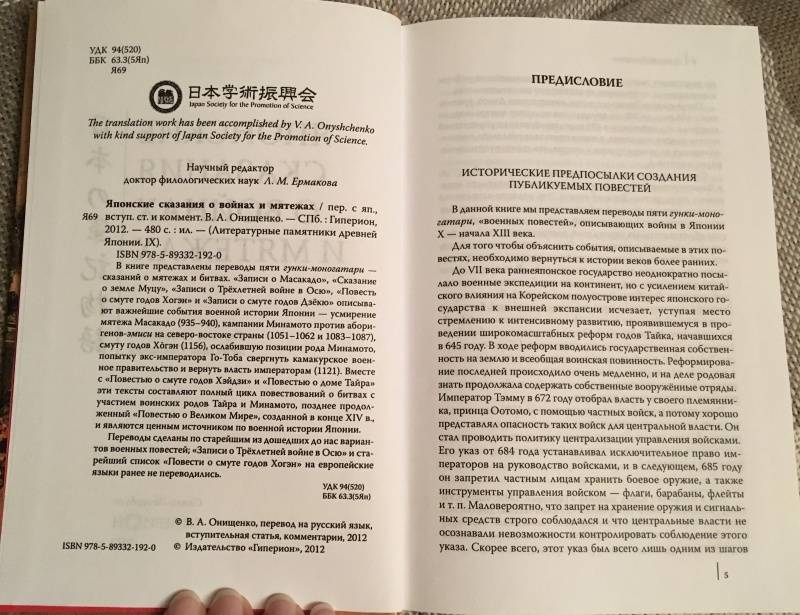 УДК 94(520)
ББК 63.3(5Яп)
Я69
日本学術振興会
Japan Society for the Promotion of Science
The translation work has been accomplished by V. A. Onyshchenko
with kind support of Japan Society for the Promotion of Science.
Научный редактор
доктор филологических наук Л. М. Ермакова
Японские сказания о войнах и мятежах / пер. с яп.,
Я69 вступ. ст. и коммент. В. А. Онищенко. — СПб. : Гиперион,
2012. — 480 с. : ил. — (Литературные памятники древней
Японии. IX).
ISBN 978-5-89332-192-0
В книге представлены переводы пяти гунки-моногатари —
сказаний о мятежах и битвах. «Записи о Масакадо», «Сказание
о земле Муцу», «Записи о Трёхлетней войне в Осю», «Повесть
о смуте годов Хогэн» и «Записи о смуте годов Дзёкю» описыва-
ют важнейшие события военной истории Японии — усмирение
мятежа Масакадо (935–940), кампании Минамото против абори-
генов-эмиси на северо-востоке страны (1051–1062 и 1083–1087),
смуту годов Хōгэн (1156), ослабившую позиции рода Минамото,
попытку экс-императора Го-Тоба свергнуть камакурское воен-
ное правительство и вернуть власть императорам (1121). Вместе
с «Повестью о смуте годов Хэйдзи» и «Повестью о доме Тайра»
эти тексты составляют полный цикл повествований о битвах с
участием воинских родов Тайра и Минамото, позднее продол-
женный «Повестью о Великом Мире», созданной в конце XIV в.,
и являются ценным источником по военной истории Японии.
Переводы сделаны по старейшим из дошедших до нас вариан-
тов военных повестей; «Записи о Трёхлетней войне в Осю» и ста-
рейший список «Повести о смуте годов Хогэн» на европейские
языки ранее не переводились.
УДК 94(520)
ББК 63.3(5Яп)
© В. А. Онищенко, перевод на русский язык,
вступительная статья, комментарии, 2012
ISBN 978-5-89332-192-0 © Издательство «Гиперион», 2012
ПРЕДИСЛОВИЕ
ИСТОРИЧЕСКИЕ ПРЕДПОСЫЛКИ СОЗДАНИЯ
ПУБЛИКУЕМЫХ ПОВЕСТЕЙ
В данной книге мы представляем переводы пяти гунки-моно-
гатари, «военных повестей», описывающих войны в Японии
X — начала XIII века.
Для того чтобы объяснить события, описываемые в этих по-
вестях, необходимо вернуться к истории веков более ранних.
До VII века раннеяпонское государство неоднократно посы-
лало военные экспедиции на континент, но с усилением китай-
ского влияния на Корейском полуострове интерес японского го-
сударства к внешней экспансии исчезает, уступая место
стремлению к интенсивному развитию, проявившемуся в про-
ведении широкомасштабных реформ годов Тайка, начавшихся
в 645 году. В ходе реформ вводились государственная собствен-
ность на землю и всеобщая воинская повинность. Реформирова-
ние последней происходило очень медленно, и на деле родовая
знать продолжала содержать собственные вооружённые отряды.
Император Тэмму в 672 году отобрал власть у своего племянни-
ка, принца Оотомо, с помощью частных войск, а потому хорошо
представлял опасность таких войск для центральной власти. Он
стал проводить политику централизации управления войсками.
Его указ от 684 года устанавливал исключительное право имп-
ераторов на руководство войсками, и в следующем, 685 году
он запретил частным лицам хранить боевое оружие, а также
инструменты управления войском — флаги, барабаны, флейты
и т. п. Маловероятно, что запрет на хранение оружия и сигналь-
ных средств строго соблюдался и что центральные власти не
осознавали невозможности контролировать соблюдение этого
указа. Скорее всего, этот указ был всего лишь одним из шагов
5